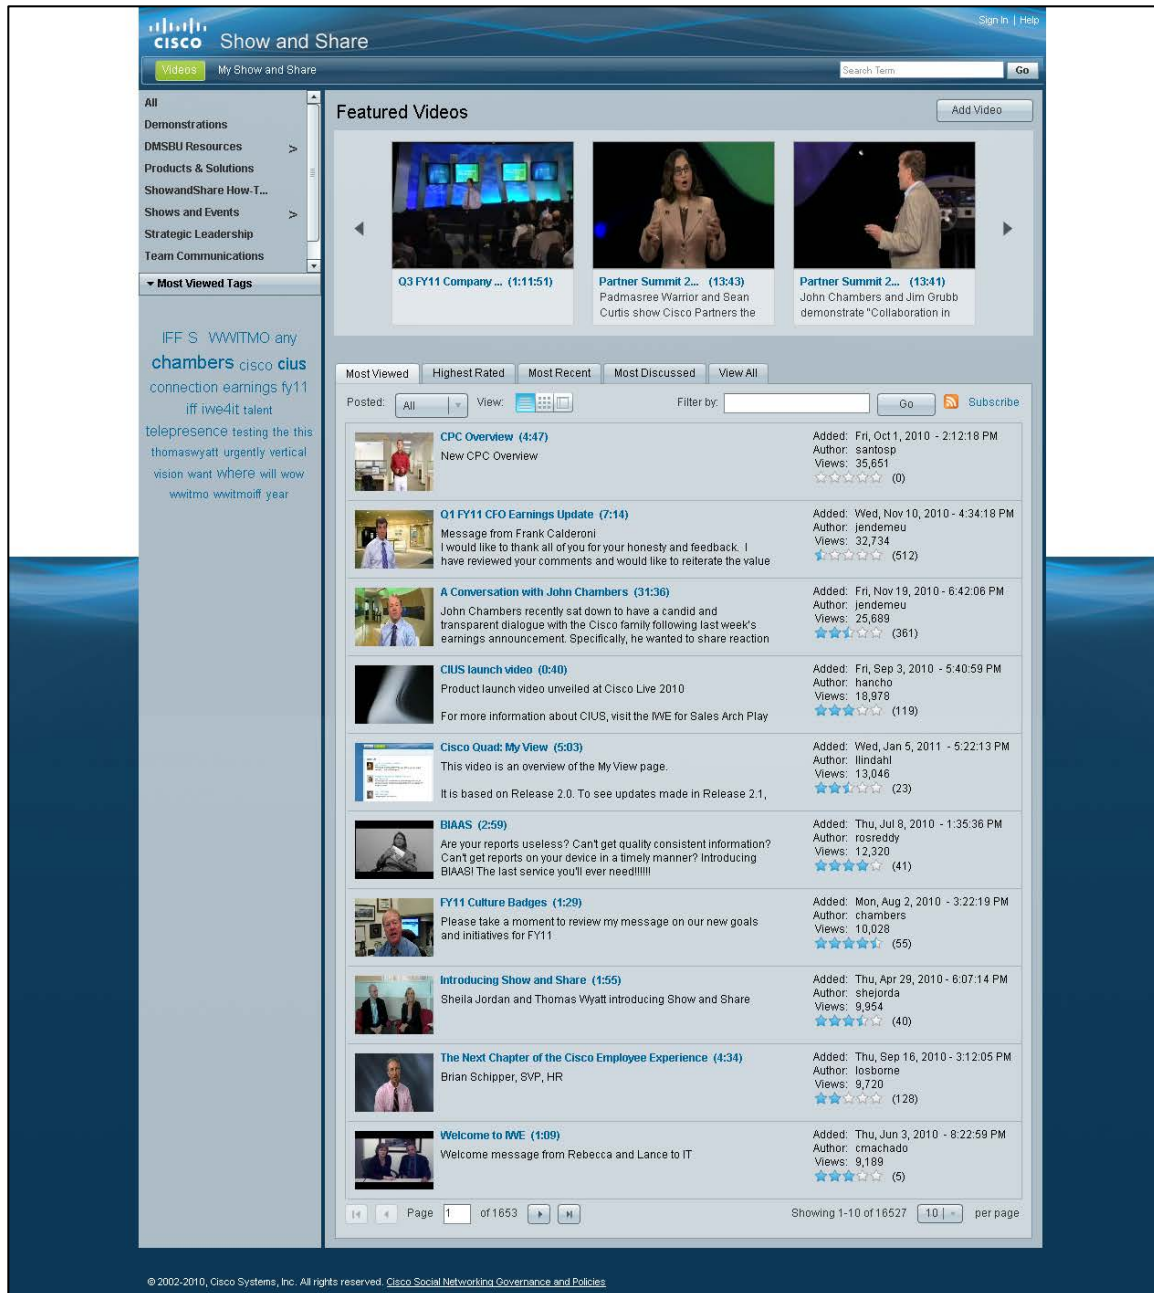 Sign In | Help
CISCO Show and Share
Videos My Show and Share Search Term Go
All
Demonstrations
DMSBU Resources >
Products & Solutions
ShowandShare How-T...
Shows and Events >
Strategic Leadership
Team Communications
Most Viewed Tags
IFF S WWITMO any
chambers cisco cius
connection earnings fy11
iff iwe4it talent
telepresence testing the this
thomaswyatt urgently vertical
vision want where will wow
wwitmo wwitmoiff year
Featured Videos Add Video
Q3 FY11 Company ... (1:11:51)
Partner Summit 2... (13:43)
Padmasree Warrior and Sean
Curtis show Cisco Partners the
Partner Summit 2... (13:41)
John Chambers and Jim Grubb
demonstrate "Collaboration in
Most Viewed Highest Rated Most Recent Most Discussed View All
Posted: All View: Filter by: Go Subscribe
CPC Overview (4:47)
New CPC Overview
Added: Fri, Oct 1, 2010 - 2:12:18 PM
Author: santosp
Views: 35,651
(0)
Q1 FY11 CFO Earnings Update (7:14)
Message from Frank Calderoni
I would like to thank all of you for your honesty and feedback. I
have reviewed your comments and would like to reiterate the value
Added: Wed, Nov 10, 2010 - 4:34:18 PM
Author: jendemeu
Views: 32,734
(512)
A Conversation with John Chambers (31:36)
John Chambers recently sat down to have a candid and
transparent dialogue with the Cisco family following last week's
earnings announcement. Specifically, he wanted to share reaction
Added: Fri, Nov 19, 2010 - 6:42:06 PM
Author: jendemeu
Views: 25,689
(361)
CIUS launch video (0:40)
Product launch video unveiled at Cisco Live 2010
For more information about CIUS, visit the IWE for Sales Arch Play
Added: Fri, Sep 3, 2010 - 5:40:59 PM
Author: hancho
Views: 18,978
(119)
Cisco Quad: My View (5:03)
This video is an overview of the My View page.
It is based on Release 2.0. To see updates made in Release 2.1,
Added: Wed, Jan 5, 2011 - 5:22:13 PM
Author: llindahl
Views: 13,046
(23)
BIAAS (2:59)
Are your reports useless? Can't get quality consistent information?
Can't get reports on your device in a timely manner? Introducing
BIAAS! The last service you'll ever need!!!!!!
Added: Thu, Jul 8, 2010 - 1:35:36 PM
Author: rosreddy
Views: 12,320
(41)
FY11 Culture Badges (1:29)
Please take a moment to review my message on our new goals
and initiatives for FY11
Added: Mon, Aug 2, 2010 - 3:22:19 PM
Author: chambers
Views: 10,028
(55)
Introducing Show and Share (1:55)
Sheila Jordan and Thomas Wyatt introducing Show and Share
Added: Thu, Apr 29, 2010 - 6:07:14 PM
Author: shejorda
Views: 9,954
(40)
The Next Chapter of the Cisco Employee Experience (4:34)
Brian Schipper, SVP, HR
Added: Thu, Sep 16, 2010 - 3:12:05 PM
Author: losborne
Views: 9,720
(128)
Welcome to IWE (1:09)
Welcome message from Rebecca and Lance to IT
Added: Thu, Jun 3, 2010 - 8:22:59 PM
Author: cmachado
Views: 9,189
(5)
Page 1 of 1653 Showing 1-10 of 16527 10 per page
© 2002-2010, Cisco Systems, Inc. All rights reserved. Cisco Social Networking Governance and Policies